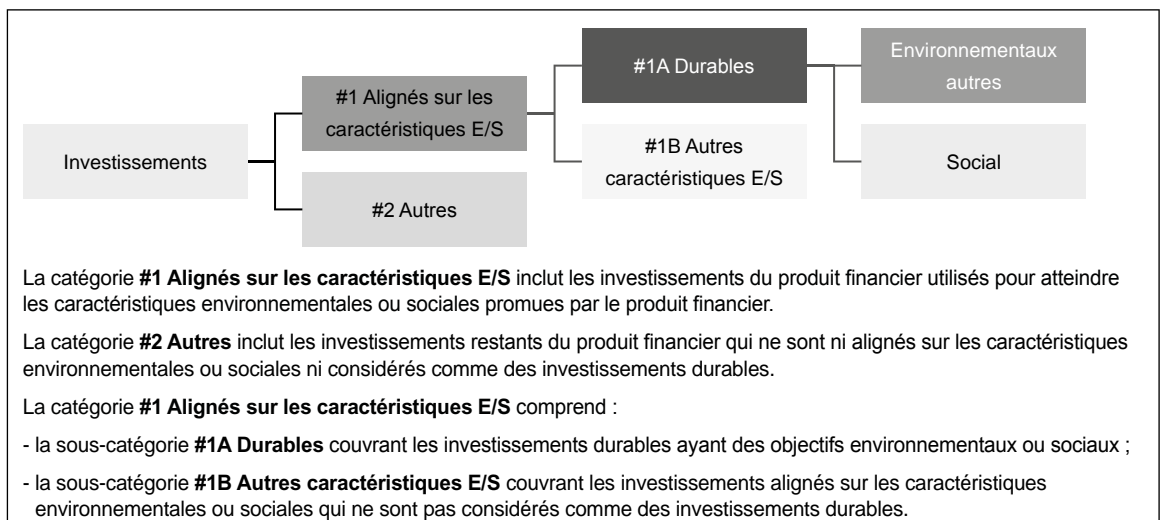 Investissements
#1 Alignés sur les
caractéristiques E/S
#2 Autres
#1A Durables
#1B Autres
caractéristiques E/S
Environnementaux
autres
Social
La catégorie #1 Alignés sur les caractéristiques E/S inclut les investissements du produit financier utilisés pour atteindre
les caractéristiques environnementales ou sociales promues par le produit financier.
La catégorie #2 Autres inclut les investissements restants du produit financier qui ne sont ni alignés sur les caractéristiques
environnementales ou sociales ni considérés comme des investissements durables.
La catégorie #1 Alignés sur les caractéristiques E/S comprend :
- la sous-catégorie #1A Durables couvrant les investissements durables ayant des objectifs environnementaux ou sociaux ;
- la sous-catégorie #1B Autres caractéristiques E/S couvrant les investissements alignés sur les caractéristiques
environnementales ou sociales qui ne sont pas considérés comme des investissements durables.